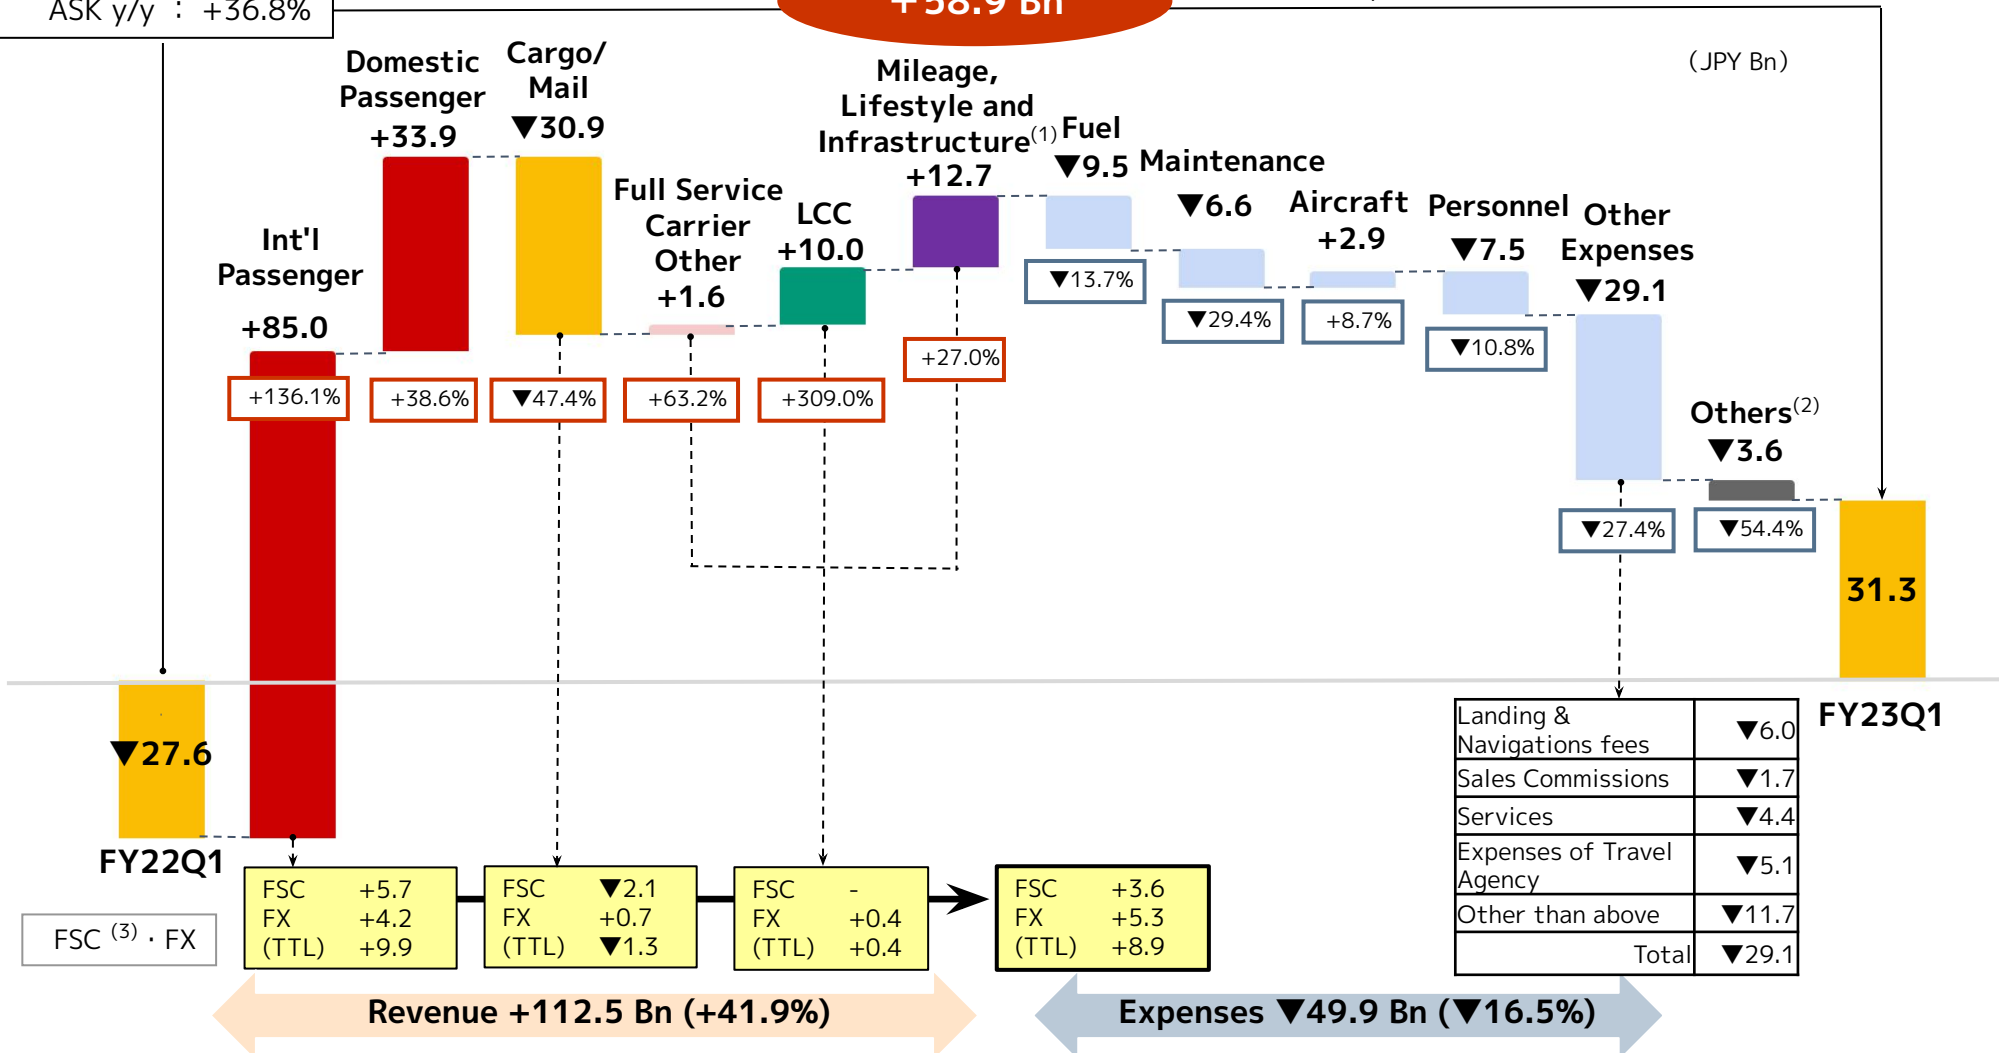 ASK y/y : +36.8%
+58.9 Bn
(JPY Bn)
Int'l
Passenger
+85.0
+136.1%
Domestic
Passenger
+33.9
+38.6%
Cargo/
Mail
▼30.9
▼47.4%
Full Service
Carrier
Other
+1.6
+63.2%
LCC
+10.0
+309.0%
Mileage,
Lifestyle and
Infrastructure(1)
+12.7
+27.0%
Fuel
▼9.5
▼13.7%
Maintenance
▼6.6
▼29.4%
Aircraft
+2.9
+8.7%
Personnel
▼7.5
▼10.8%
Other
Expenses
▼29.1
▼27.4%
Others(2)
▼3.6
▼54.4%
31.3
FY23Q1
▼27.6
FY22Q1
FSC (3)・FX
FSC +5.7
FX +4.2
(TTL) +9.9
FSC ▼2.1
FX +0.7
(TTL) ▼1.3
FSC -
FX +0.4
(TTL) +0.4
FSC +3.6
FX +5.3
(TTL) +8.9
Landing &
Navigations fees ▼6.0
Sales Commissions ▼1.7
Services ▼4.4
Expenses of Travel
Agency ▼5.1
Other than above ▼11.7
Total ▼29.1
Revenue +112.5 Bn (+41.9%)
Expenses ▼49.9 Bn (▼16.5%)